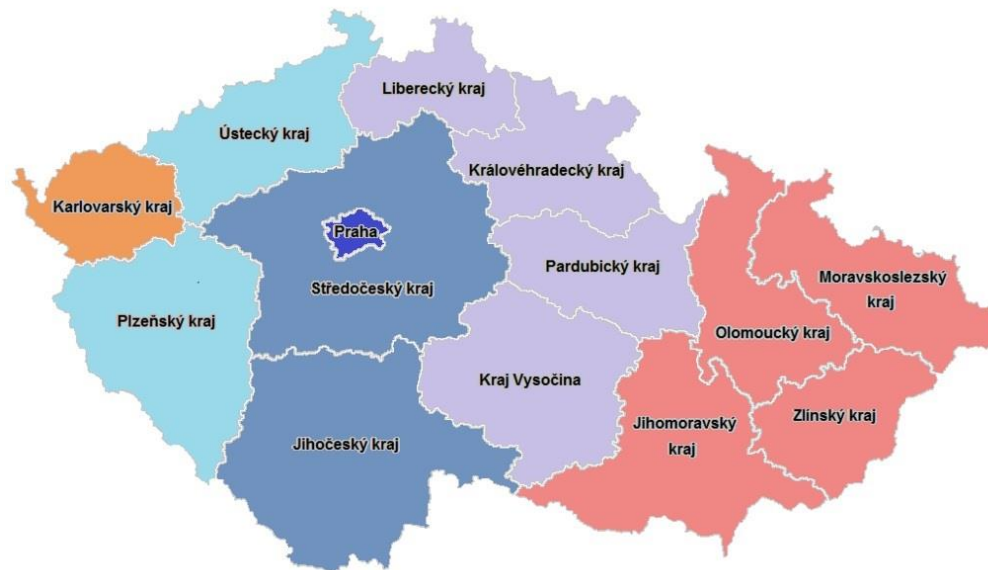 Liberecký kraj
Ústecký kraj
Královéhradecký kraj
Karlovarský kraj
Praha
Pardubický kraj
Moravskoslezský
kraj
Středočeský kraj
Plzeňský kraj
Olomoucký kraj
Kraj Vysočina
Zlínský kraj
Jihomoravský
kraj
Jihočeský kraj